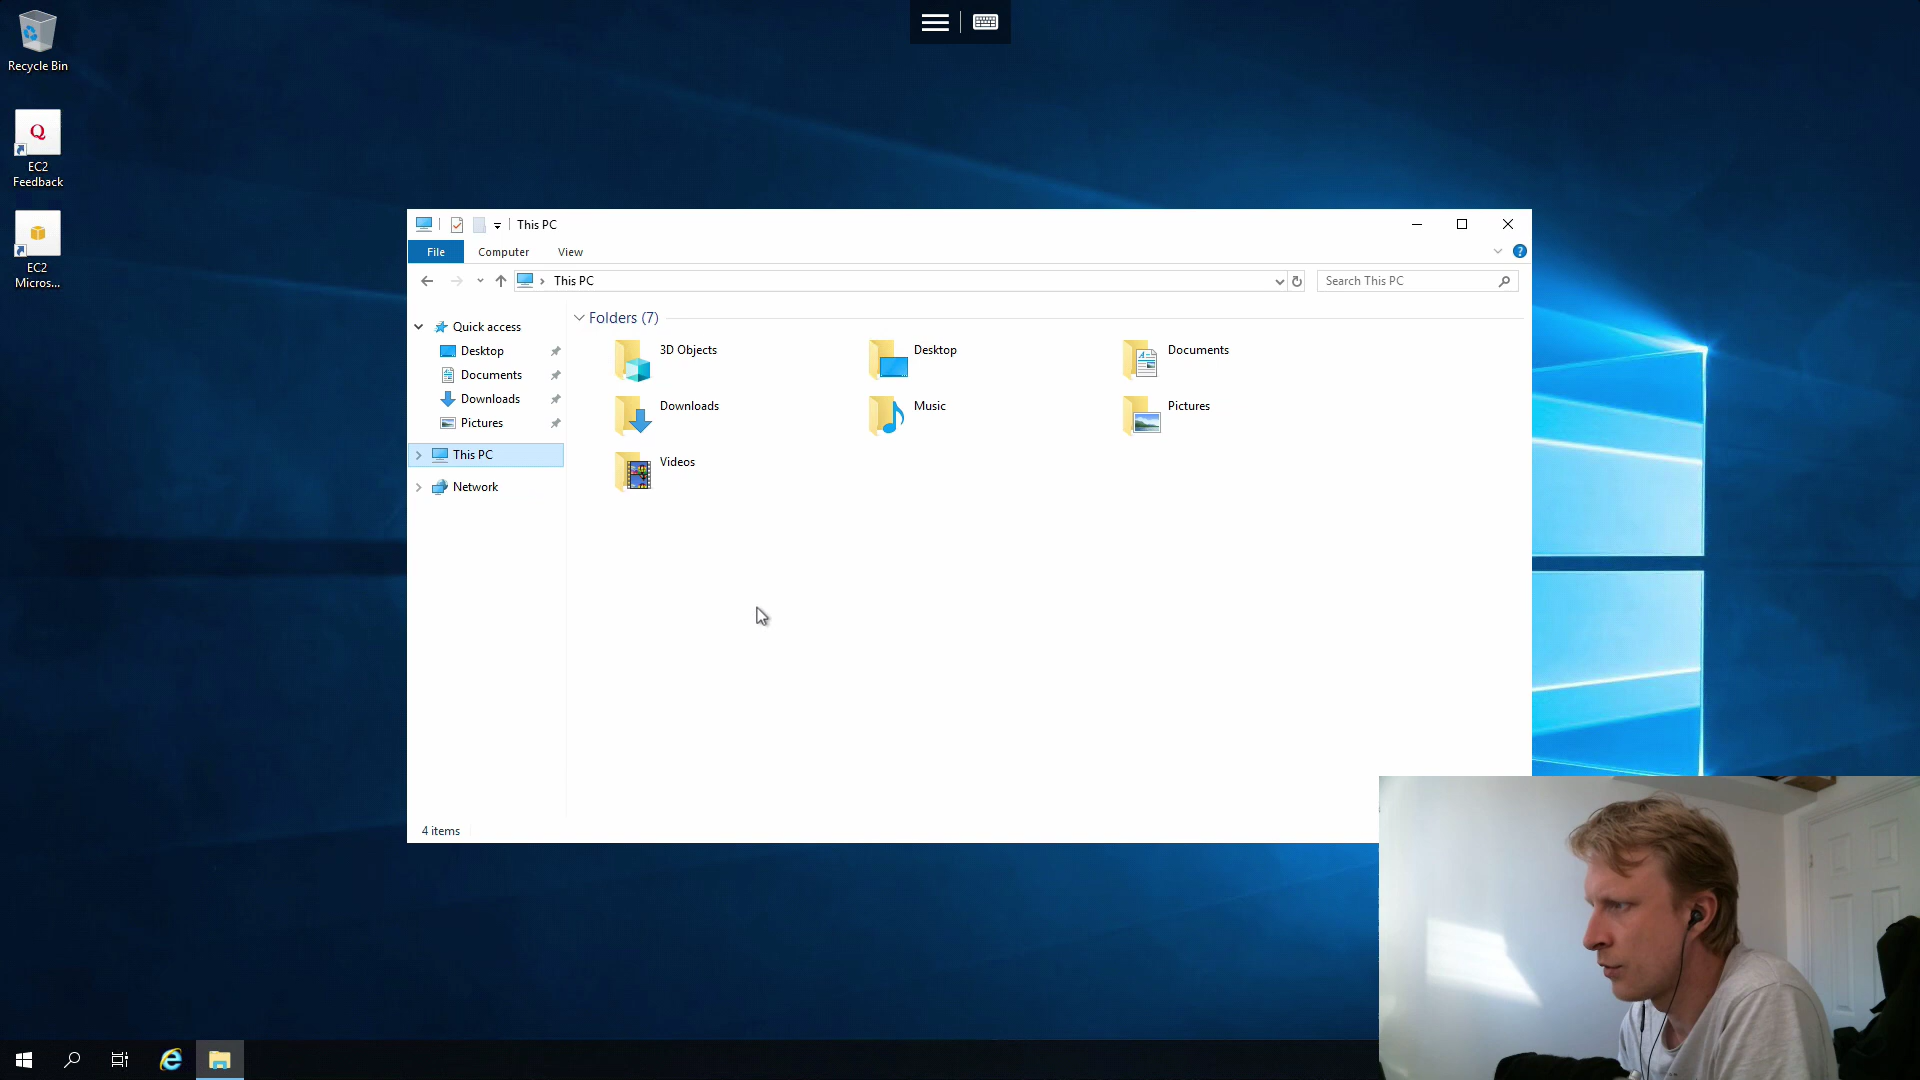 Recycle Bin
Q
EC2
Feedback
EC2
Micros...
This PC
File
Computer
View
?
This PC
Search This PC
Quick access
Desktop
Documents
Downloads
Pictures
This PC
Network
Folders (7)
3D Objects
Desktop
Documents
Downloads
Music
Pictures
Videos
4 items